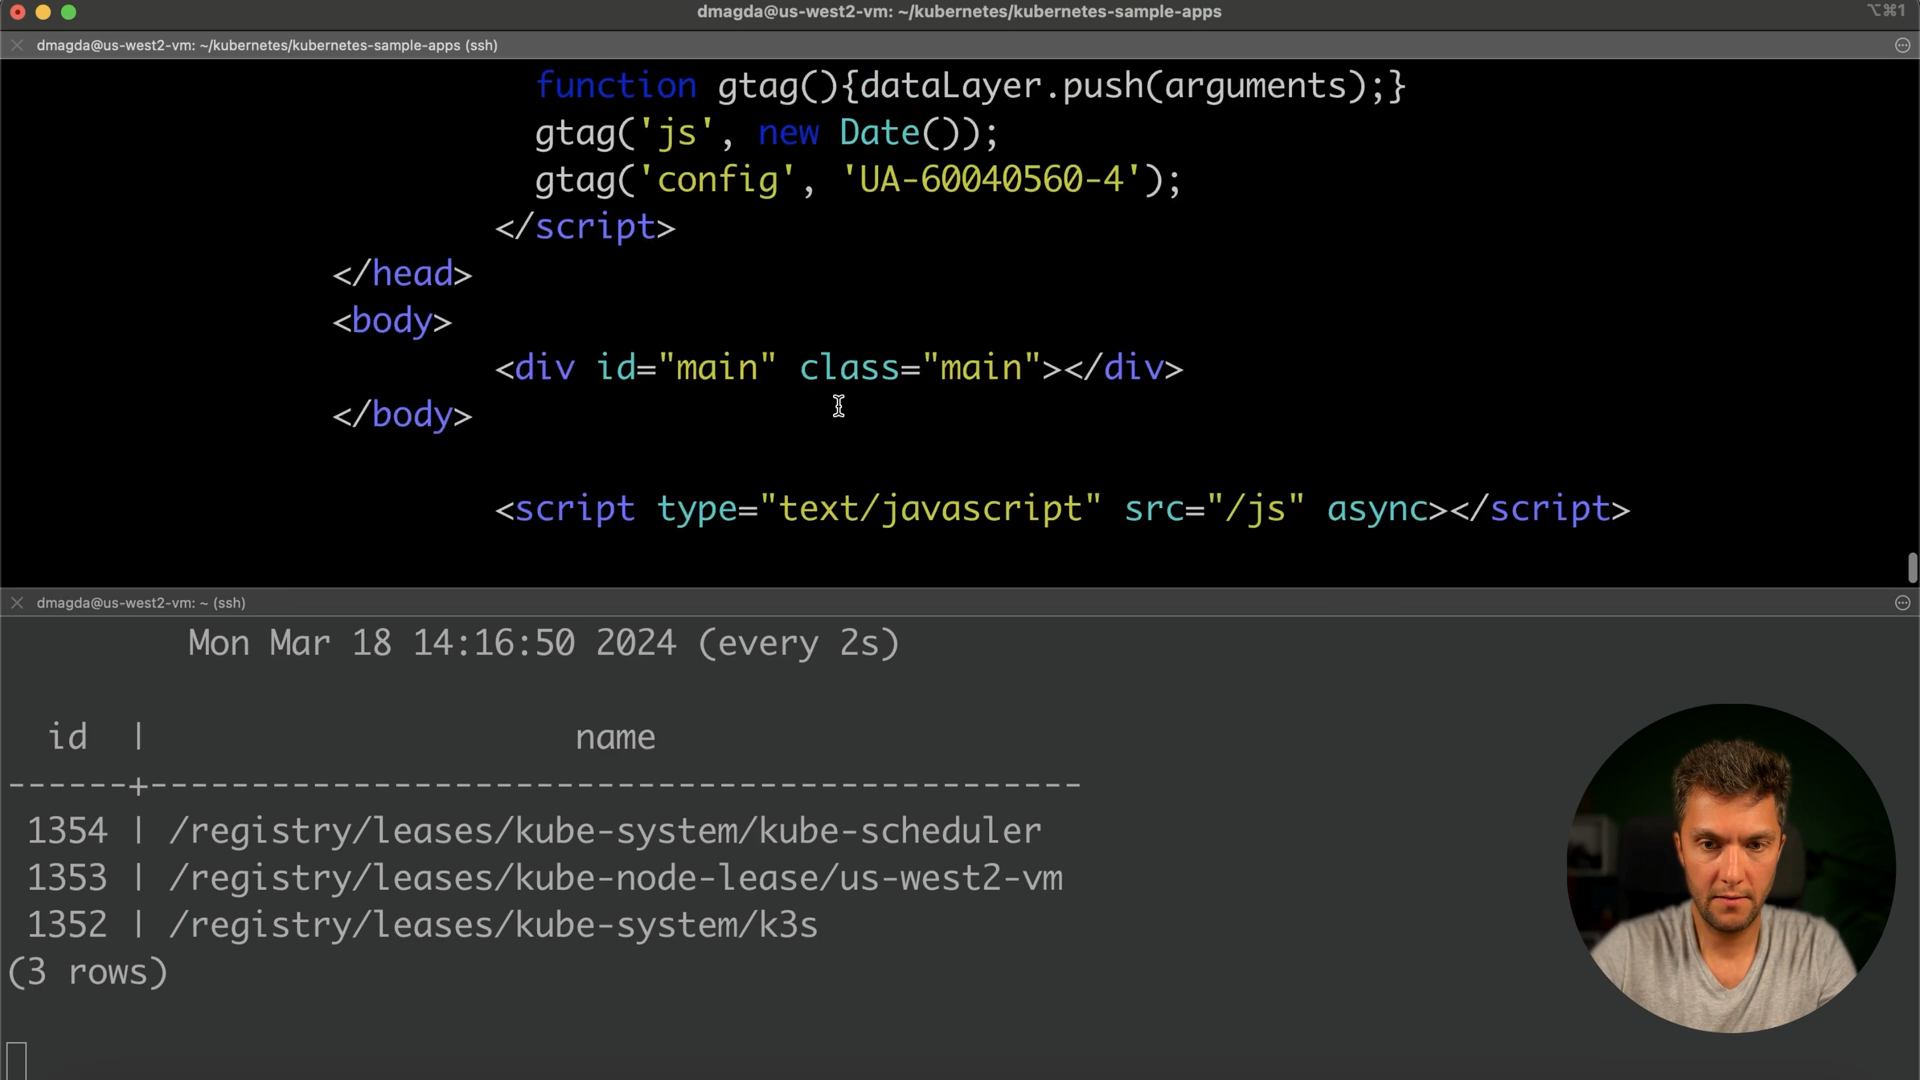 dmagda@us-west2-vm: ~/kubernetes/kubernetes-sample-apps
⌥⌘1
dmagda@us-west2-vm: ~/kubernetes/kubernetes-sample-apps (ssh)
function gtag(){dataLayer.push(arguments);}
gtag('js', new Date());
gtag('config', 'UA-60040560-4');
</script>
</head>
<body>
<div id="main" class="main"></div>
</body>
<script type="text/javascript" src="/js" async></script>
dmagda@us-west2-vm: ~ (ssh)
Mon Mar 18 14:16:50 2024 (every 2s)
id | name
------+----------------------------------------------
1354 | /registry/leases/kube-system/kube-scheduler
1353 | /registry/leases/kube-node-lease/us-west2-vm
1352 | /registry/leases/kube-system/k3s
(3 rows)